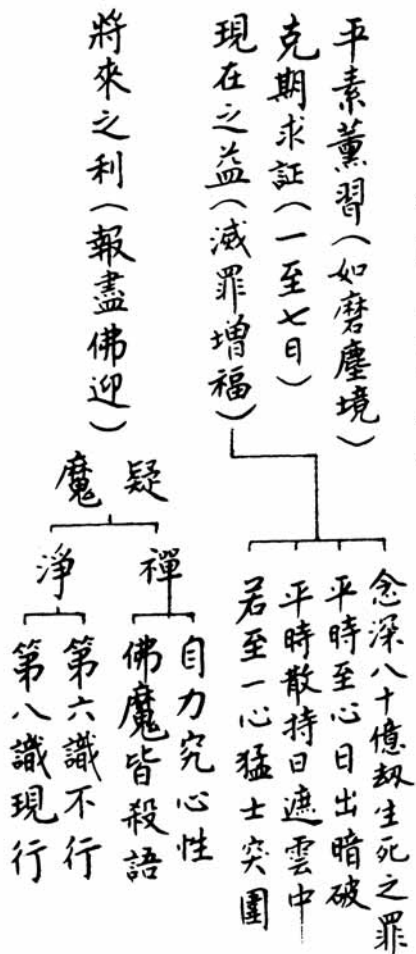 平素薰習（如磨塵境）
克期求証（一至七日）
現在之益（滅罪增福）
將來之利（報盡佛迎）
念深八十億劫生死之罪
平時至心日出暗破
平時散持日遮雲中
若至一心猛士突圍
疑魔
禪
自力究心性
佛魔皆殺語
淨
第六識不行
第八識現行